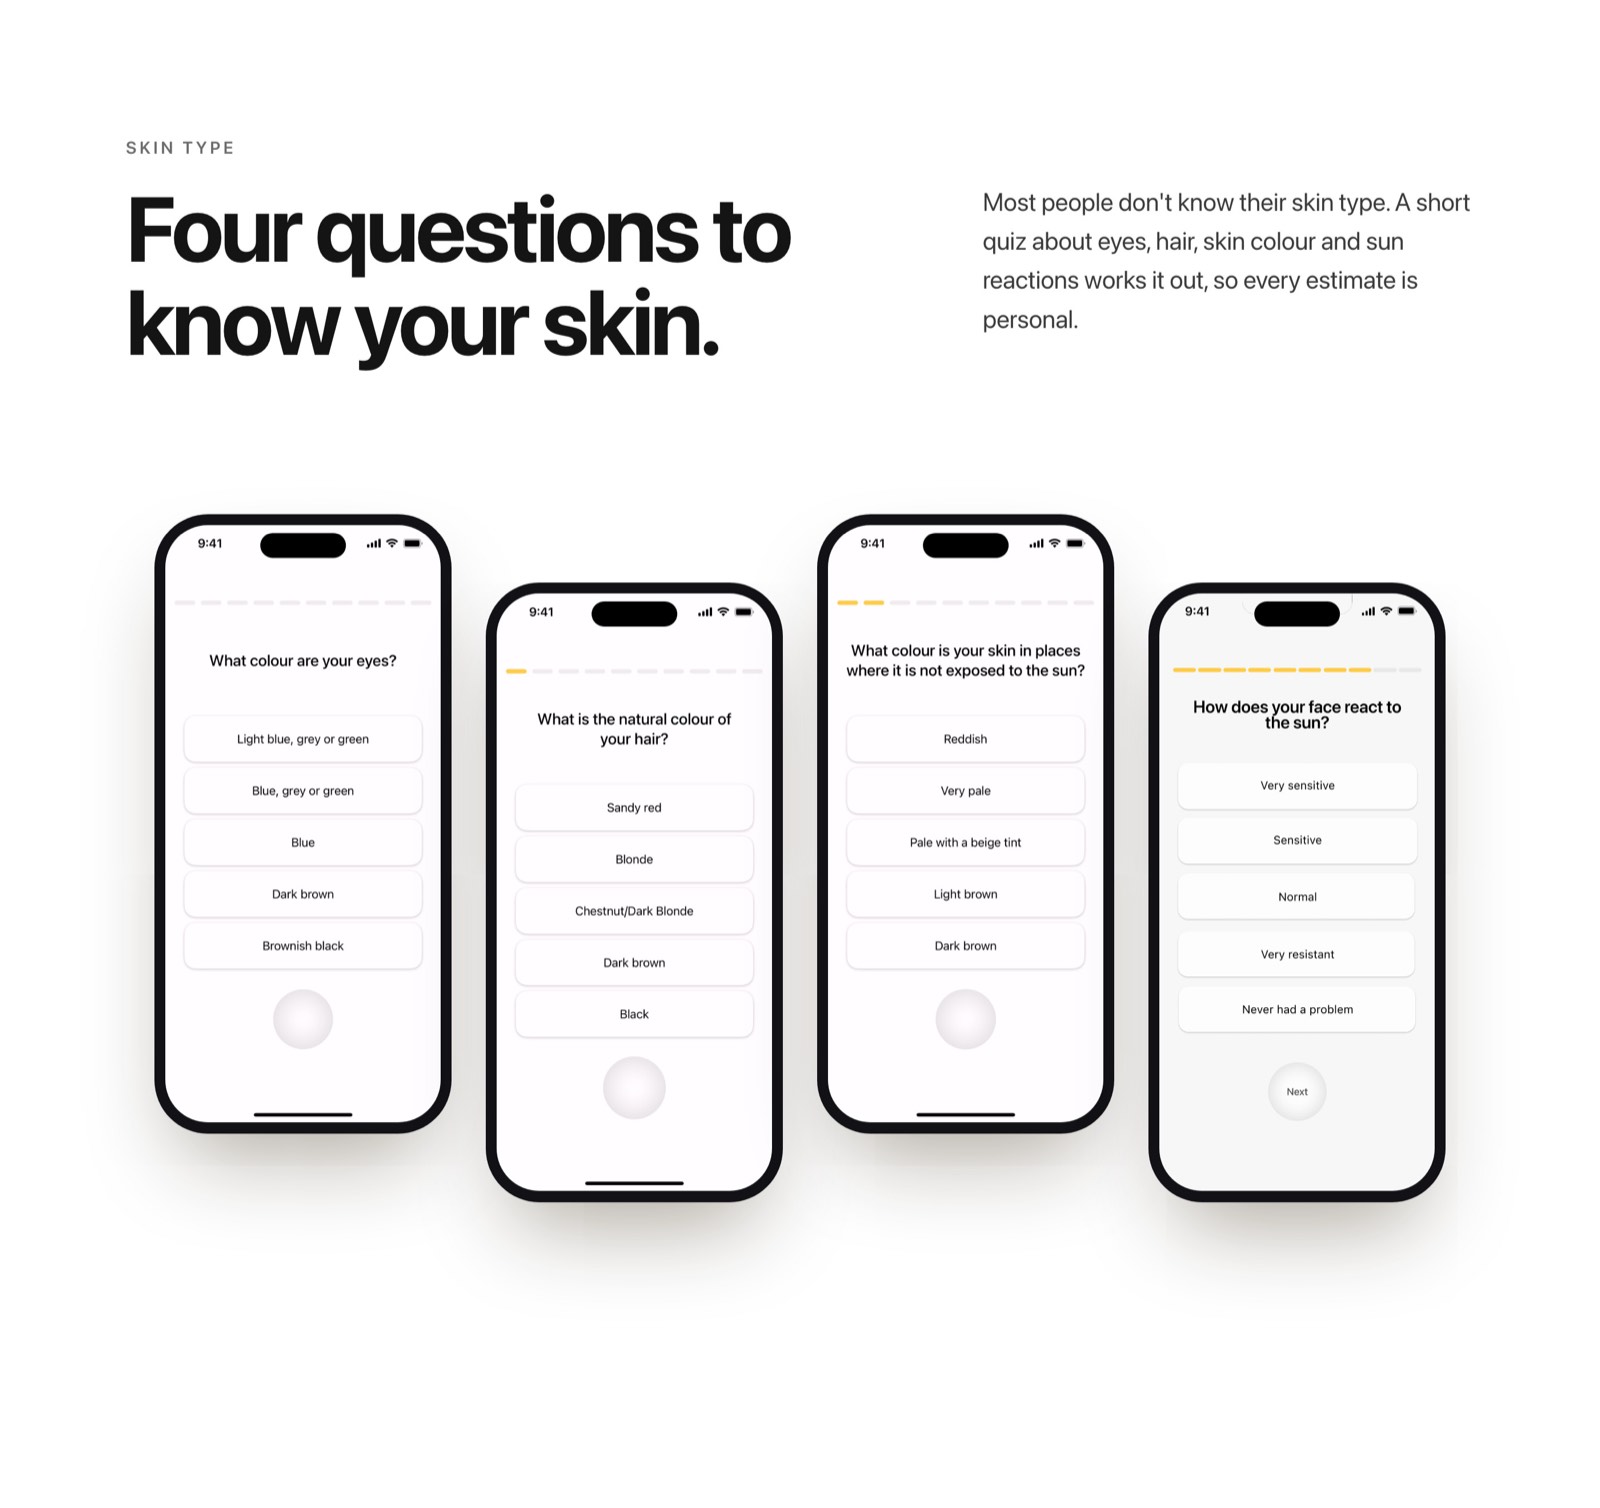 SKIN TYPE
Four questions to
know your skin.
Most people don't know their skin type. A short
quiz about eyes, hair, skin colour and sun
reactions works it out, so every estimate is
personal.
9:41
What colour are your eyes?
Light blue, grey or green
Blue, grey or green
Blue
Dark brown
Brownish black
9:41
What is the natural colour of
your hair?
Sandy red
Blonde
Chestnut/Dark Blonde
Dark brown
Black
9:41
What colour is your skin in places
where it is not exposed to the sun?
Reddish
Very pale
Pale with a beige tint
Light brown
Dark brown
9:41
How does your face react to
the sun?
Very sensitive
Sensitive
Normal
Very resistant
Never had a problem
Next